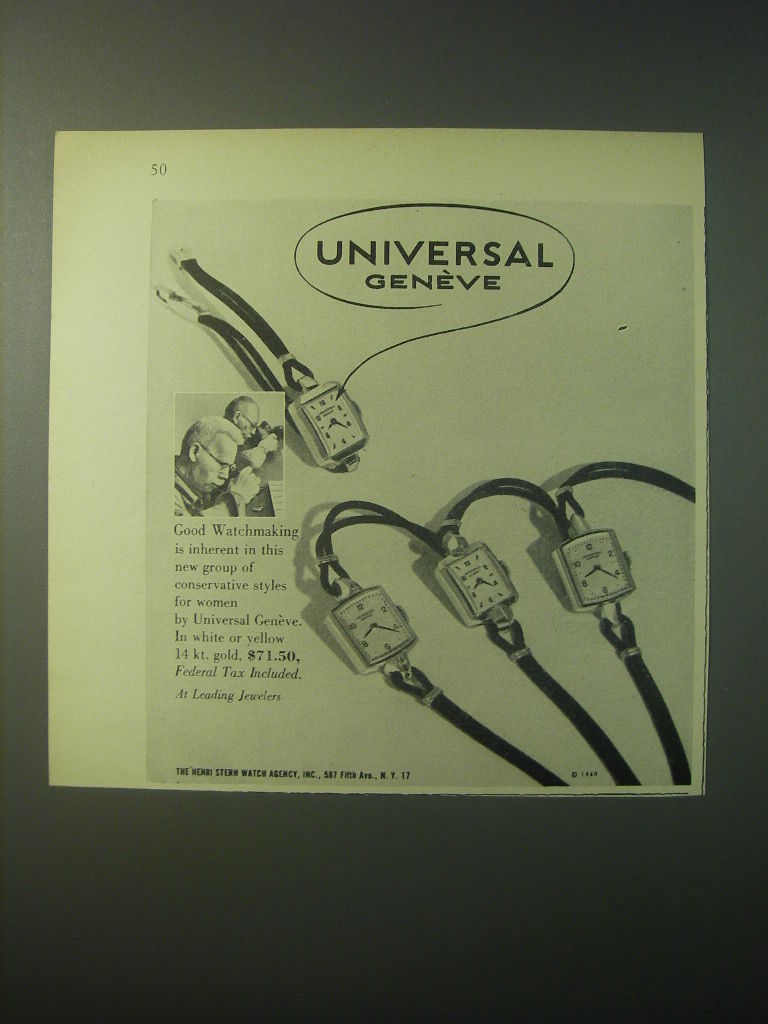 50
UNIVERSAL
GENÈVE
Good Watchmaking
is inherent in this
new group of
conservative styles
for women
by Universal Genève.
In white or yellow
14 kt. gold, $71.50,
Federal Tax Included.
At Leading Jewelers
THE HENRI STERN WATCH AGENCY, INC., 587 Fifth Ave., N. Y. 17
©